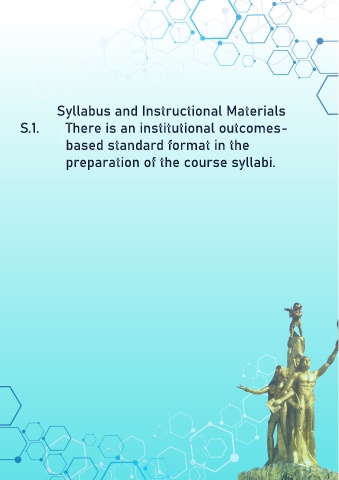 Syllabus and Instructional Materials
S.1. There is an institutional outcomes-
based standard format in the
preparation of the course syllabi.